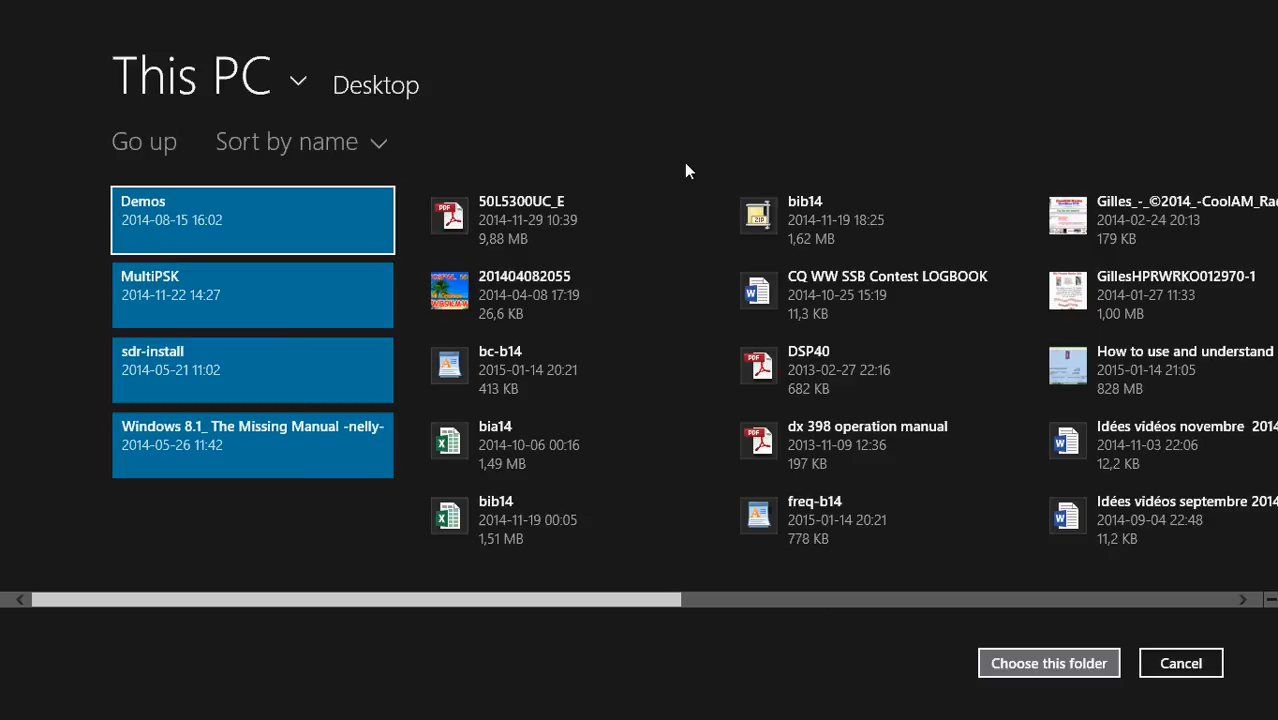 This PC
Desktop
Go up
Sort by name
Demos
2014-08-15 16:02
MultiPSK
2014-11-22 14:27
sdr-install
2014-05-21 11:02
Windows 8.1_ The Missing Manual -nelly-
2014-05-26 11:42
PDF
50L5300UC_E
2014-11-29 10:39
9,88 MB
201404082055
2014-04-08 17:19
26,6 KB
bc-b14
2015-01-14 20:21
413 KB
bia14
2014-10-06 00:16
1,49 MB
bib14
2014-11-19 00:05
1,51 MB
ZIP
bib14
2014-11-19 18:25
1,62 MB
CQ WW SSB Contest LOGBOOK
2014-10-25 15:19
11,3 KB
PDF
DSP40
2013-02-27 22:16
682 KB
PDF
dx 398 operation manual
2013-11-09 12:36
197 KB
freq-b14
2015-01-14 20:21
778 KB
Gilles_-_©2014_-CoolAM_Ra
2014-02-24 20:13
179 KB
GillesHPRWRKO012970-1
2014-01-27 11:33
1,00 MB
How to use and understand
2015-01-14 21:05
828 MB
Idées vidéos novembre 2014
2014-11-03 22:06
12,2 KB
Idées vidéos septembre 2014
2014-09-04 22:48
11,2 KB
Choose this folder
Cancel